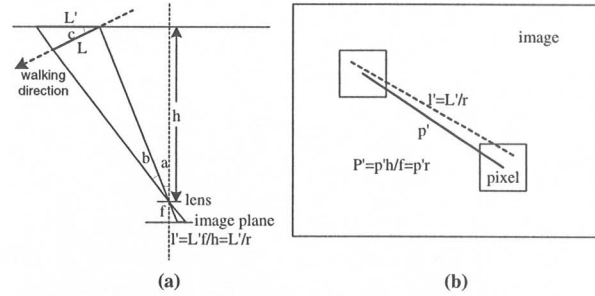 L'
c
L
walking
direction
h
b
a
lens
f
image plane
l'=L'f/h=L'/r
(a)
image
l'=L'/r
p'
P'=p'h/f=p'r
pixel
(b)